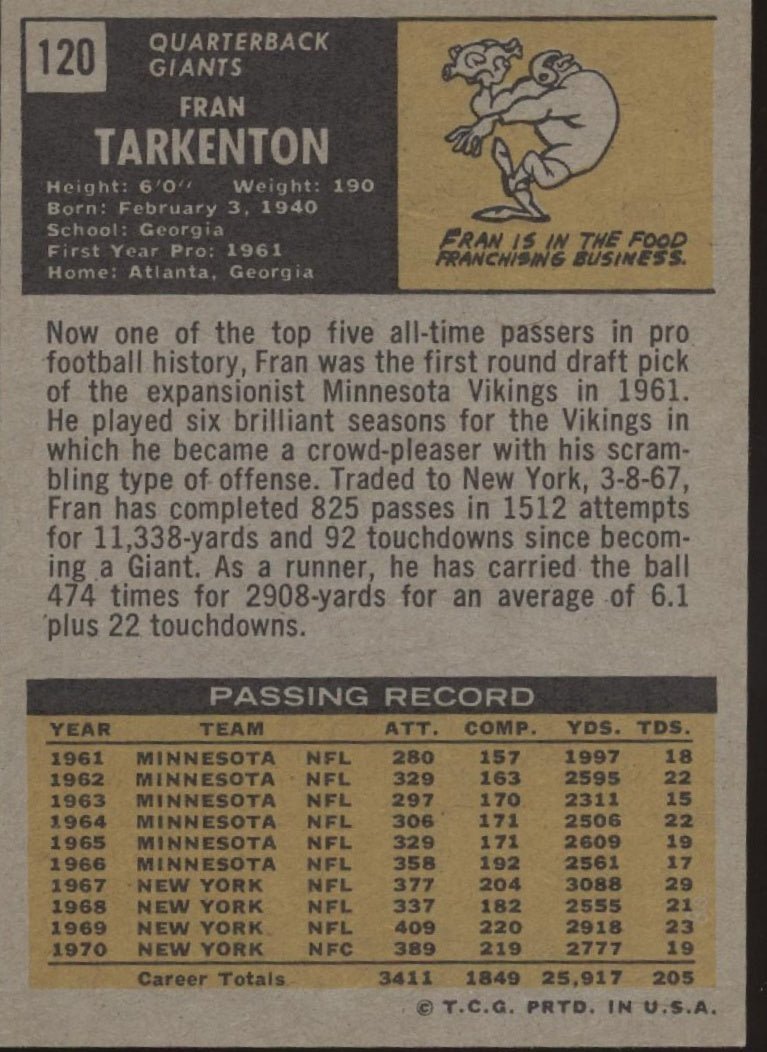 120
QUARTERBACK
GIANTS
FRAN
TARKENTON
Height: 6'0" Weight: 190
Born: February 3, 1940
School: Georgia
First Year Pro: 1961
Home: Atlanta, Georgia
FRAN IS IN THE FOOD
FRANCHISING BUSINESS.
Now one of the top five all-time passers in pro
football history, Fran was the first round draft pick
of the expansionist Minnesota Vikings in 1961.
He played six brilliant seasons for the Vikings in
which he became a crowd-pleaser with his scram-
bling type of offense. Traded to New York, 3-8-67,
Fran has completed 825 passes in 1512 attempts
for 11,338-yards and 92 touchdowns since becom-
ing a Giant. As a runner, he has carried the ball
474 times for 2908-yards for an average of 6.1
plus 22 touchdowns.
PASSING RECORD
YEAR TEAM ATT. COMP. YDS. TDS.
1961 MINNESOTA NFL 280 157 1997 18
1962 MINNESOTA NFL 329 163 2595 22
1963 MINNESOTA NFL 297 170 2311 15
1964 MINNESOTA NFL 306 171 2506 22
1965 MINNESOTA NFL 329 171 2609 19
1966 MINNESOTA NFL 358 192 2561 17
1967 NEW YORK NFL 377 204 3088 29
1968 NEW YORK NFL 337 182 2555 21
1969 NEW YORK NFL 409 220 2918 23
1970 NEW YORK NFC 389 219 2777 19
Career Totals 3411 1849 25,917 205
© T.C.G. PRTD. IN U.S.A.